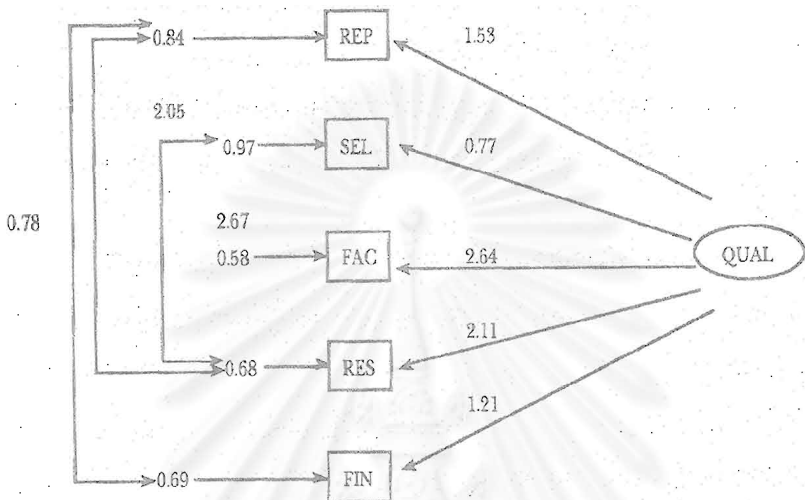 0.84 REP 1.53
2.05
0.97 SEL 0.77
0.78
2.67
0.58 FAC 2.64 QUAL
2.11
0.68 RES
1.21
0.69 FIN